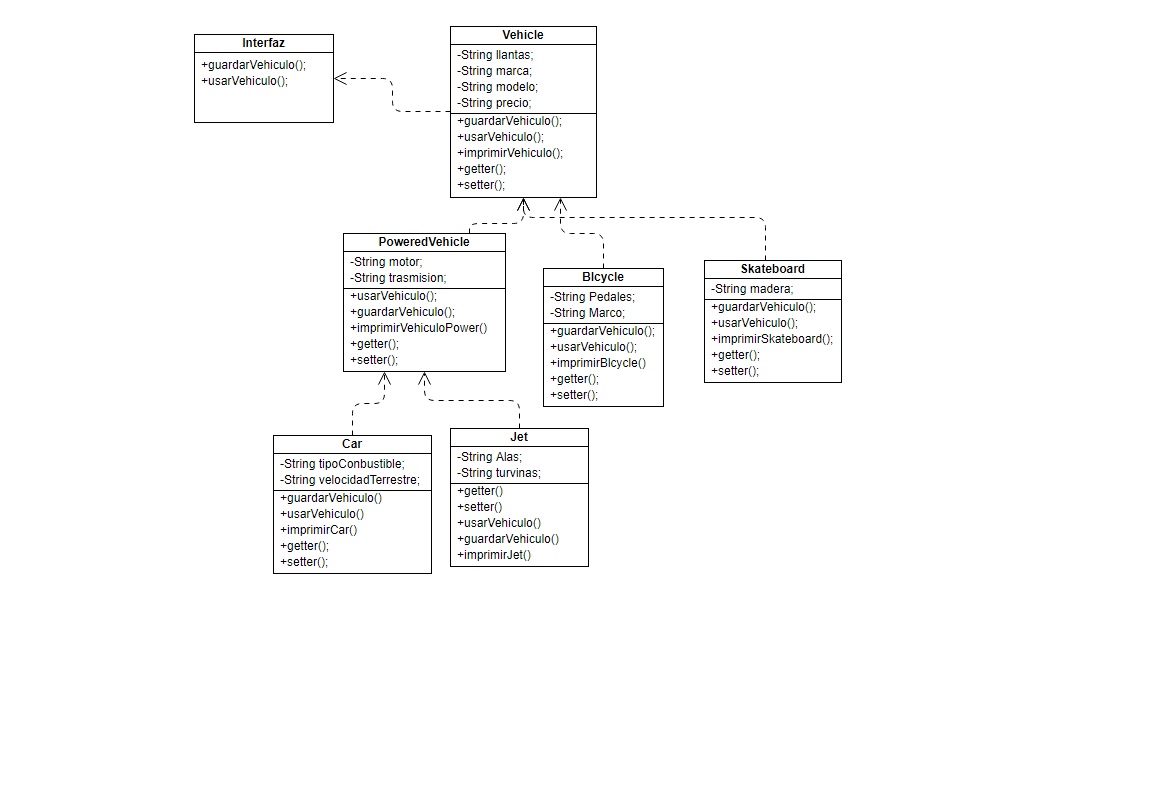 Interfaz
+guardarVehiculo();
+usarVehiculo();
Vehicle
-String llantas;
-String marca;
-String modelo;
-String precio;
+guardarVehiculo();
+usarVehiculo();
+imprimirVehiculo();
+getter();
+setter();
PoweredVehicle
-String motor;
-String trasmision;
+usarVehiculo();
+guardarVehiculo();
+imprimirVehiculoPower()
+getter();
+setter();
BIcycle
-String Pedales;
-String Marco;
+guardarVehiculo();
+usarVehiculo();
+imprimirBIcycle()
+getter();
+setter();
Skateboard
-String madera;
+guardarVehiculo();
+usarVehiculo();
+imprimirSkateboard();
+getter();
+setter();
Car
-String tipoConbustible;
-String velocidadTerrestre;
+guardarVehiculo()
+usarVehiculo()
+imprimirCar()
+getter();
+setter();
Jet
-String Alas;
-String turvinas;
+getter()
+setter()
+usarVehiculo()
+guardarVehiculo()
+imprimirJet()